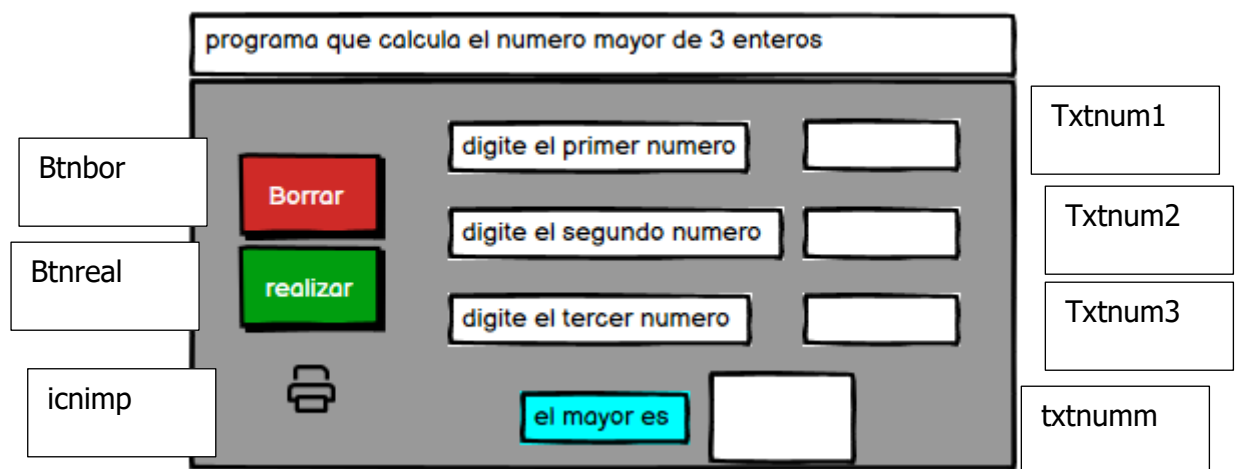 programa que calcula el numero mayor de 3 enteros
Txtnum1
digite el primer numero
Btnbor
Borrar
Txtnum2
digite el segundo numero
Btnreal
realizar
Txtnum3
digite el tercer numero
icnimp
el mayor es
txtnumm